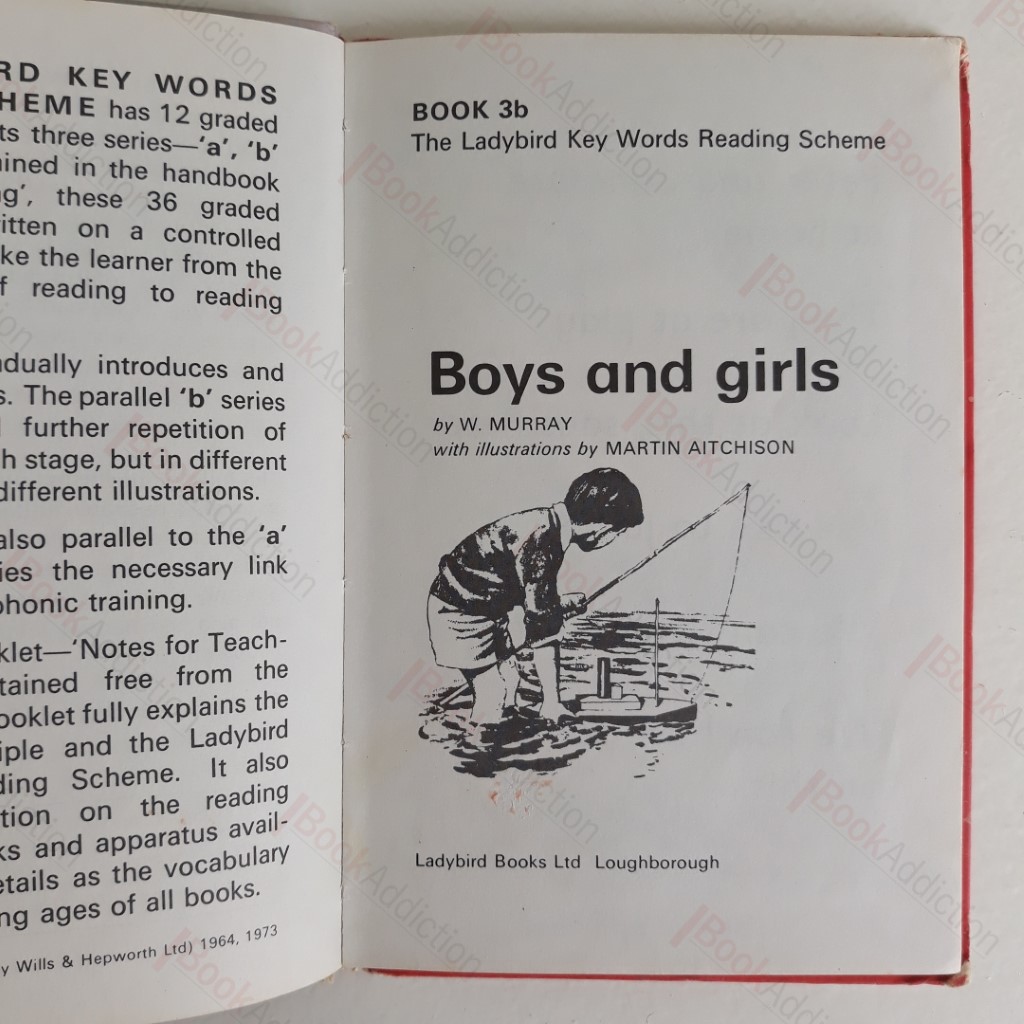 RD KEY WORDS
HEME has 12 graded
ts three series—'a', 'b'
ained in the handbook
ng', these 36 graded
itten on a controlled
ke the learner from the
f reading to reading
dually introduces and
s. The parallel 'b' series
further repetition of
h stage, but in different
different illustrations.
also parallel to the 'a'
ies the necessary link
phonic training.
klet—'Notes for Teach-
tained free from the
ooklet fully explains the
iple and the Ladybird
ding Scheme. It also
tion on the reading
ks and apparatus avail-
etails as the vocabulary
ng ages of all books.
y Wills & Hepworth Ltd) 1964, 1973
BOOK 3b
The Ladybird Key Words Reading Scheme
Boys and girls
by W. MURRAY
with illustrations by MARTIN AITCHISON
Ladybird Books Ltd Loughborough
BookAddiction